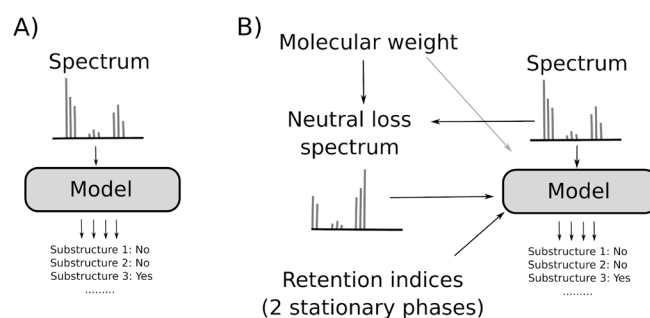 A)
Spectrum
Model
Substructure 1: No
Substructure 2: No
Substructure 3: Yes
.........
B)
Molecular weight
Spectrum
Neutral loss
spectrum
Model
Substructure 1: No
Substructure 2: No
Substructure 3: Yes
.........
Retention indices
(2 stationary phases)